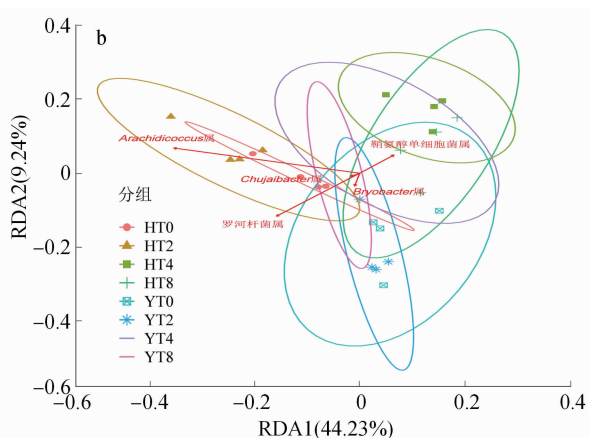 b
0.4
0.2
0
−0.2
−0.4
−0.6
RDA2(9.24%)
Arachidicoccus属
鞘氨醇单细胞菌属
Chujaibacter属
Bryobacter属
罗河杆菌属
分组
HT0
HT2
HT4
HT8
YT0
YT2
YT4
YT8
−0.6
−0.4
−0.2
0
0.2
0.4
RDA1(44.23%)